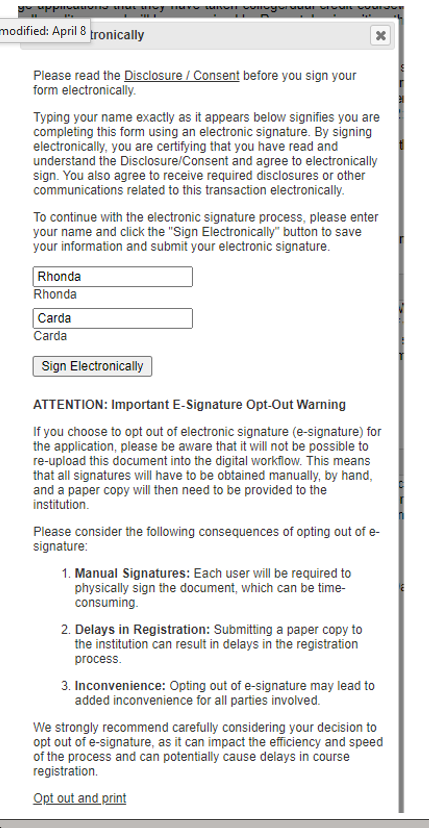 modified: April 8
ctronically
Please read the Disclosure / Consent before you sign your
form electronically.
Typing your name exactly as it appears below signifies you are
completing this form using an electronic signature. By signing
electronically, you are certifying that you have read and
understand the Disclosure/Consent and agree to electronically
sign. You also agree to receive required disclosures or other
communications related to this transaction electronically.
To continue with the electronic signature process, please enter
your name and click the "Sign Electronically" button to save
your information and submit your electronic signature.
Rhonda
Rhonda
Carda
Carda
Sign Electronically
ATTENTION: Important E-Signature Opt-Out Warning
If you choose to opt out of electronic signature (e-signature) for
the application, please be aware that it will not be possible to
re-upload this document into the digital workflow. This means
that all signatures will have to be obtained manually, by hand,
and a paper copy will then need to be provided to the
institution.
Please consider the following consequences of opting out of e-
signature:
1. Manual Signatures: Each user will be required to
physically sign the document, which can be time-
consuming.
2. Delays in Registration: Submitting a paper copy to
the institution can result in delays in the registration
process.
3. Inconvenience: Opting out of e-signature may lead to
added inconvenience for all parties involved.
We strongly recommend carefully considering your decision to
opt out of e-signature, as it can impact the efficiency and speed
of the process and can potentially cause delays in course
registration.
Opt out and print